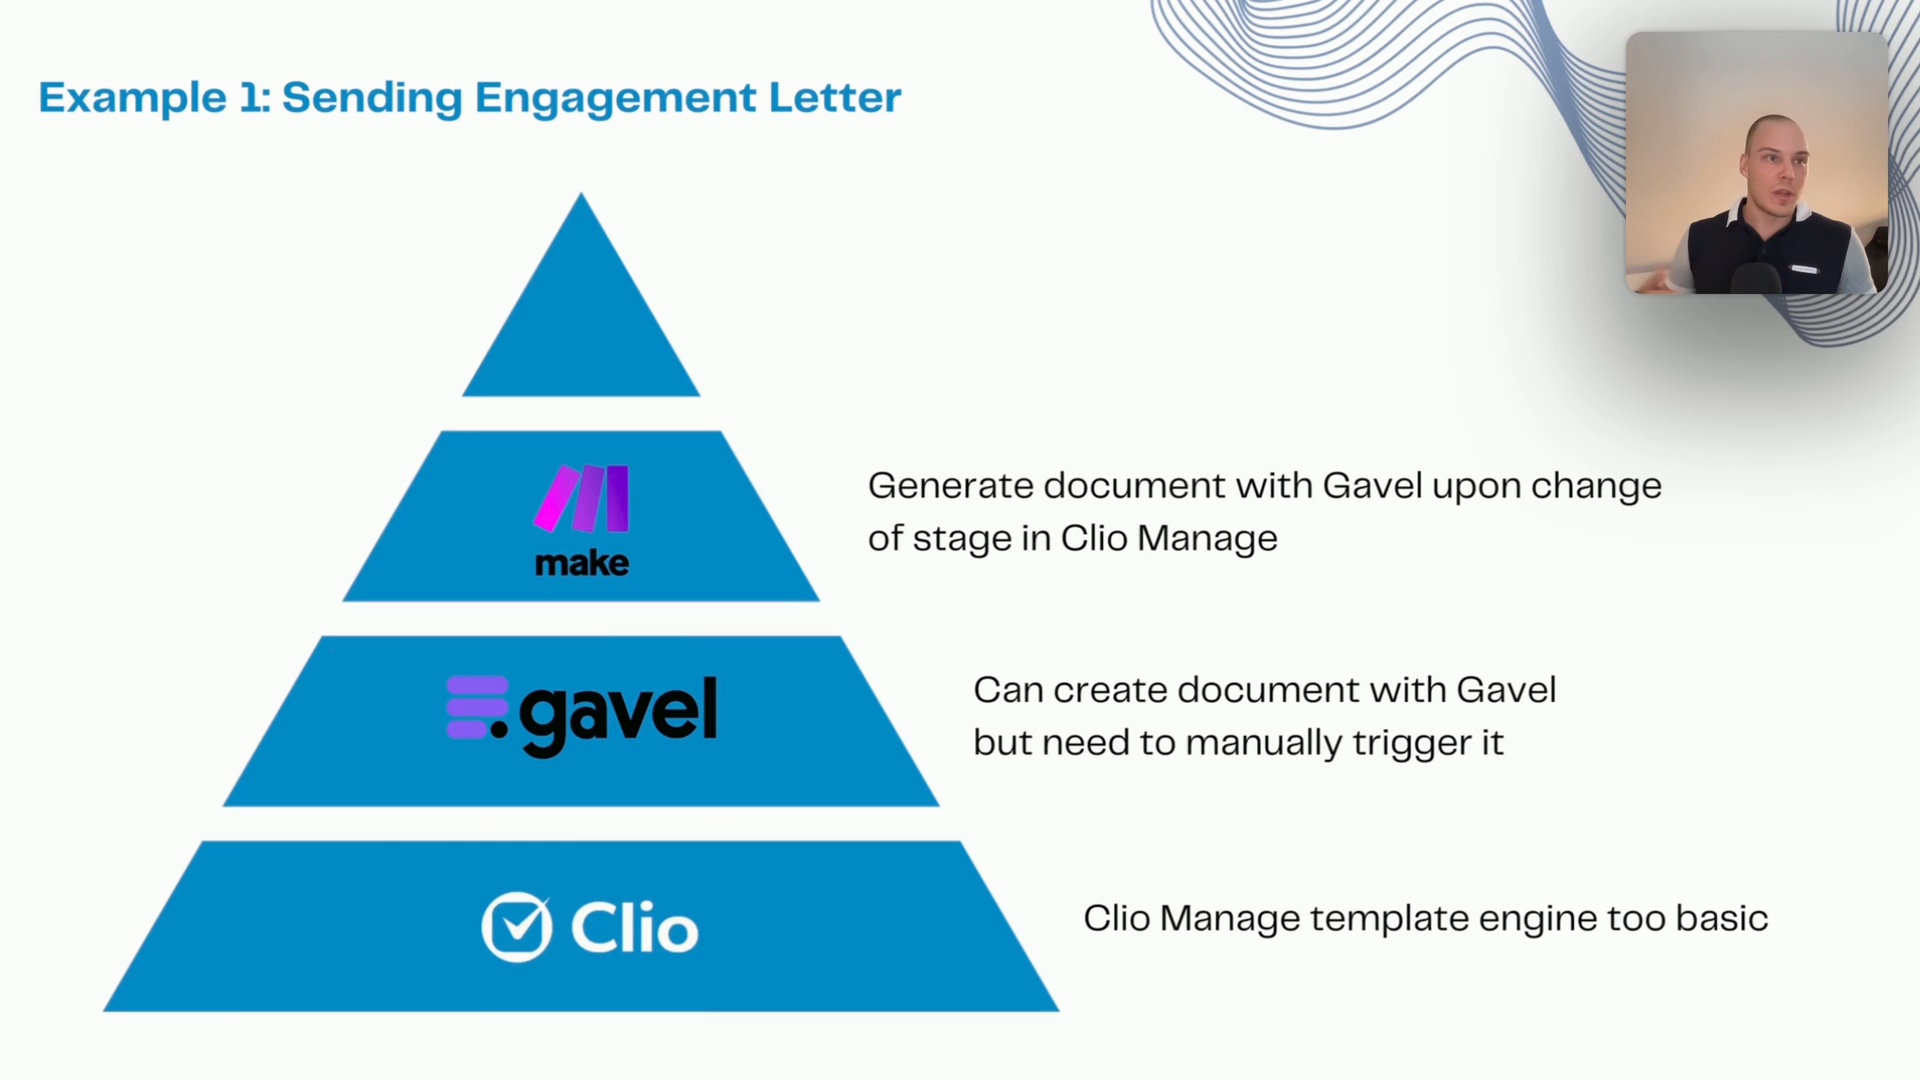 Example 1: Sending Engagement Letter
make
Generate document with Gavel upon change
of stage in Clio Manage
gavel
Can create document with Gavel
but need to manually trigger it
Clio
Clio Manage template engine too basic